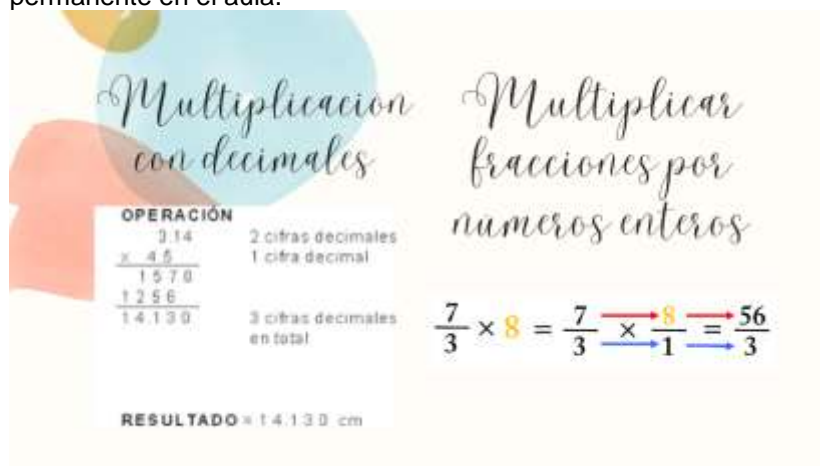 permanente en el aula.
Multiplicación
con decimales
OPERACIÓN
3.14 2 cifras decimales
x 4.5 1 cifra decimal
1570
1256
14.130 3 cifras decimales
en total
RESULTADO = 14.130 cm
Multiplicar
fracciones por
numeros enteros
7/3 × 8 = 7/3 × 8/1 = 56/3